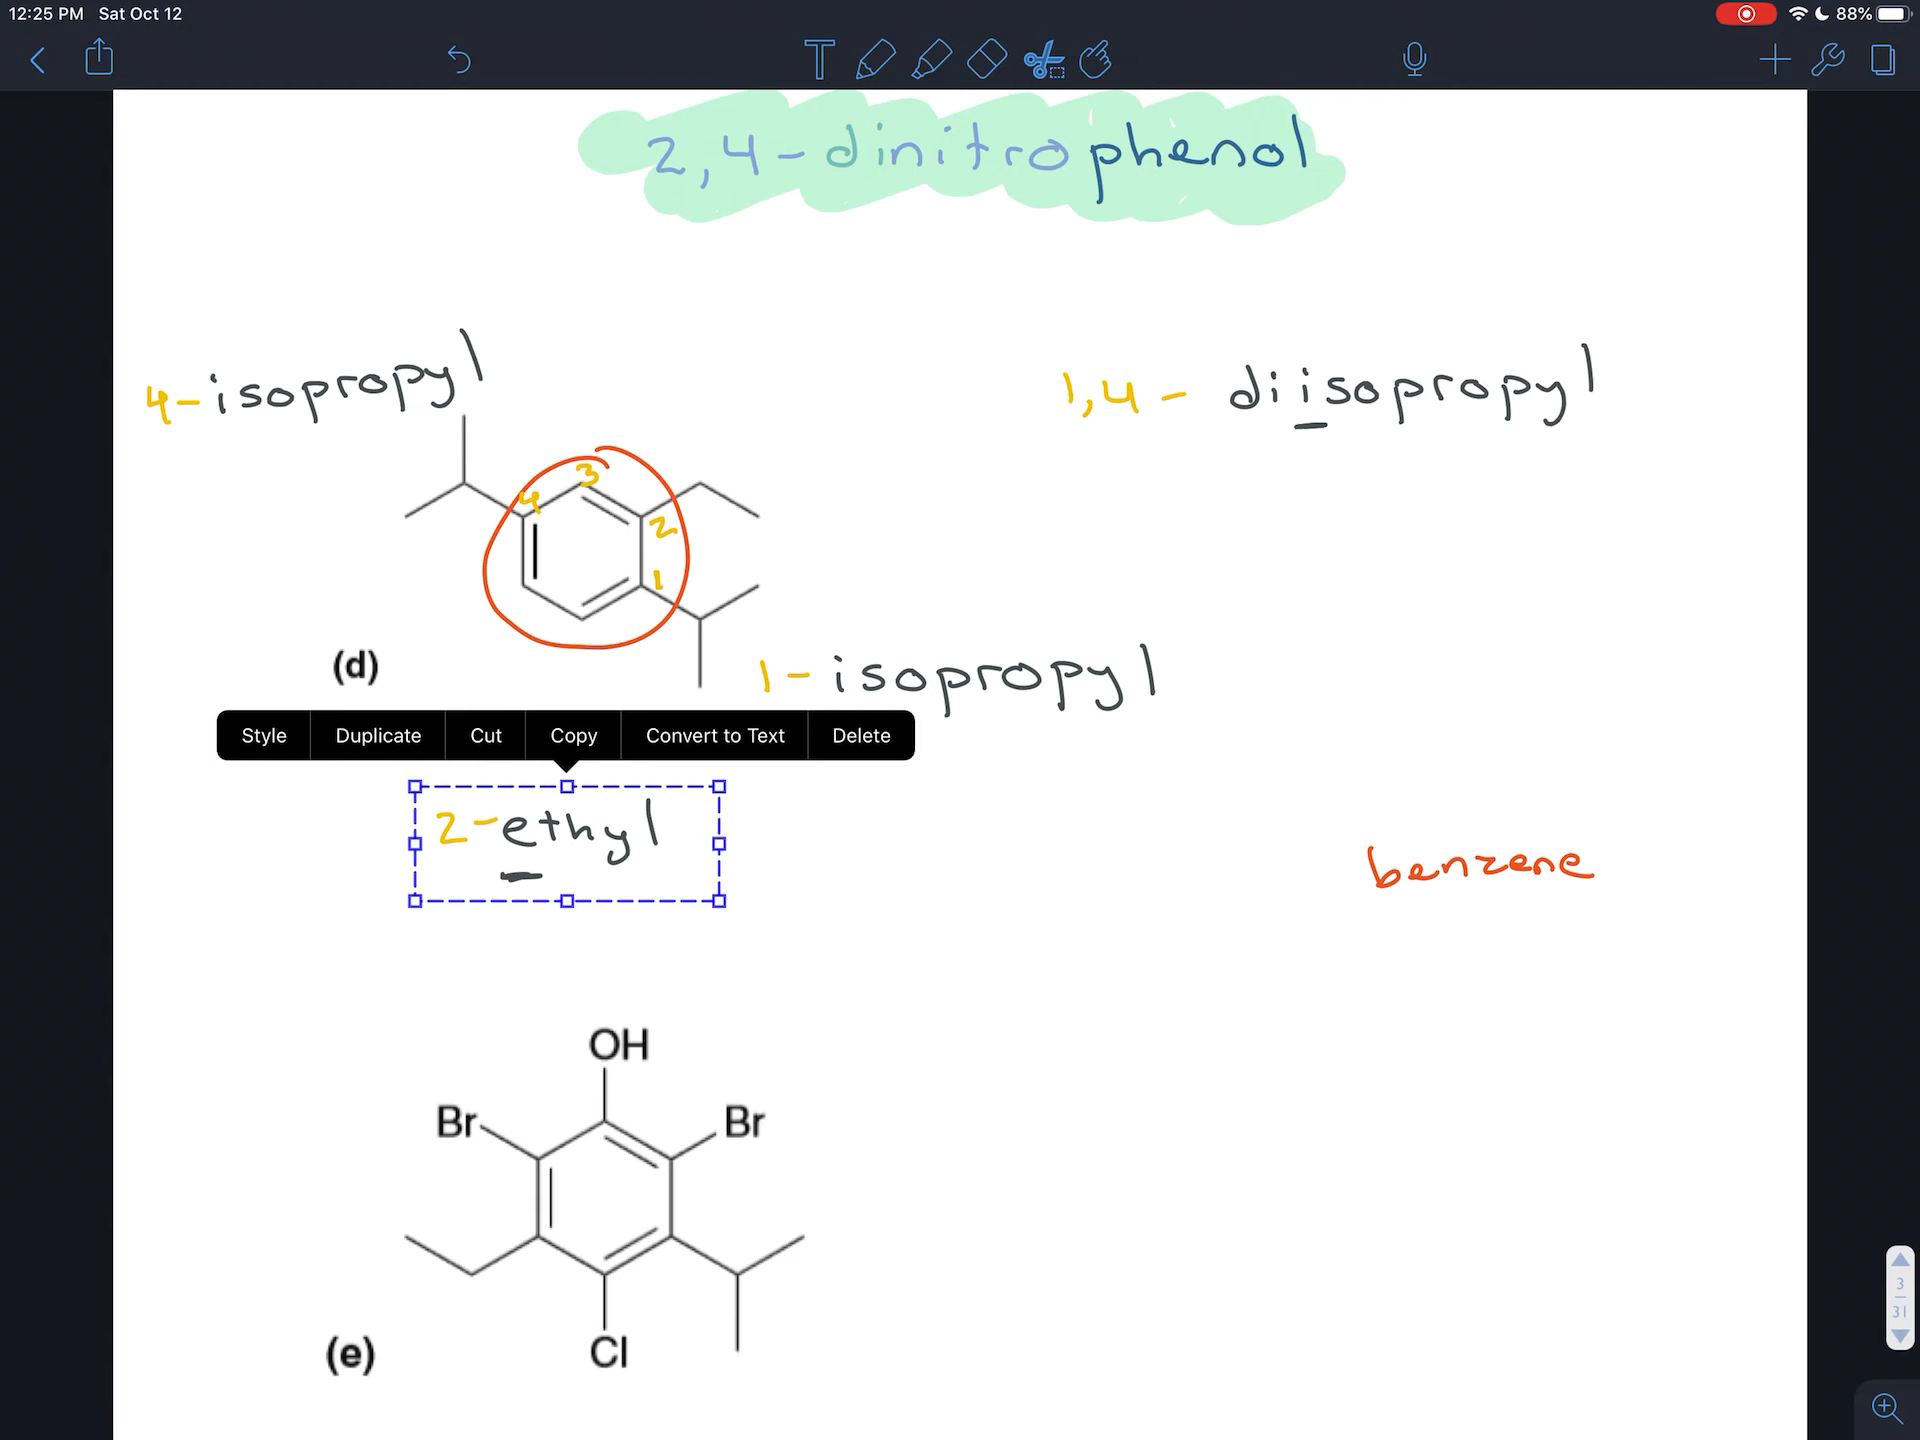 12:25 PM Sat Oct 12
88%
T
2,4-dinitrophenol
4-isopropyl
1,4- diisopropyl
3
4
2
1
(d)
1-isopropyl
Style Duplicate Cut Copy Convert to Text Delete
2-ethyl
benzene
OH
Br Br
3
31
Cl
(e)